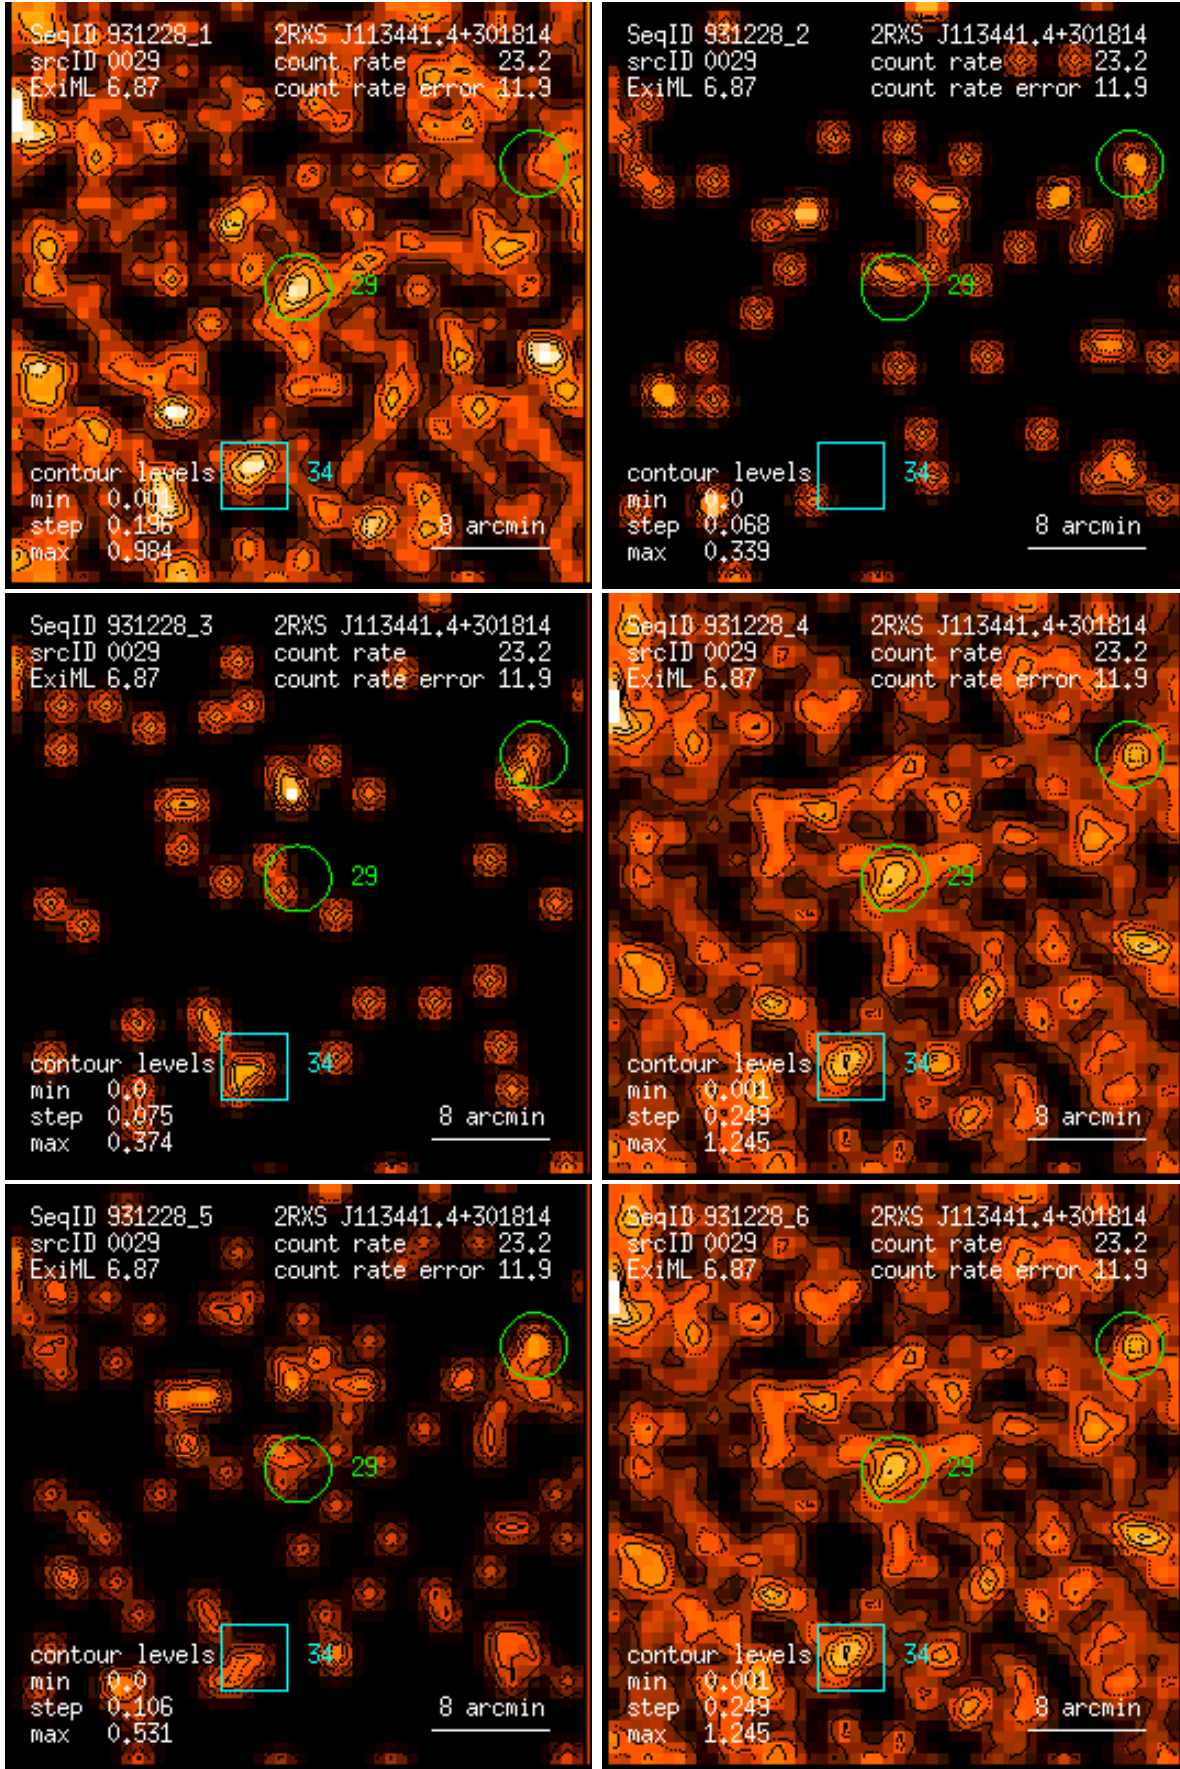 SeqID 931228_1 2RXS J113441.4+301814
srcID 0029 count rate 23.2
ExiML 6.87 count rate error 11.9
29
34
contour levels
min 0.001
step 0.196 8 arcmin
max 0.984
SeqID 931228_2 2RXS J113441.4+301814
srcID 0029 count rate 23.2
ExiML 6.87 count rate error 11.9
29
contour levels 34
min 0.0
step 0.068 8 arcmin
max 0.339
SeqID 931228_3 2RXS J113441.4+301814
srcID 0029 count rate 23.2
ExiML 6.87 count rate error 11.9
29
contour levels 34
min 0.0
step 0.075 8 arcmin
max 0.374
SeqID 931228_4 2RXS J113441.4+301814
srcID 0029 count rate 23.2
ExiML 6.87 count rate error 11.9
29
contour levels 34
min 0.001
step 0.249 8 arcmin
max 1.245
SeqID 931228_5 2RXS J113441.4+301814
srcID 0029 count rate 23.2
ExiML 6.87 count rate error 11.9
29
contour levels 34
min 0.0
step 0.106 8 arcmin
max 0.531
SeqID 931228_6 2RXS J113441.4+301814
srcID 0029 count rate 23.2
ExiML 6.87 count rate error 11.9
29
contour levels 34
min 0.001
step 0.249 8 arcmin
max 1.245